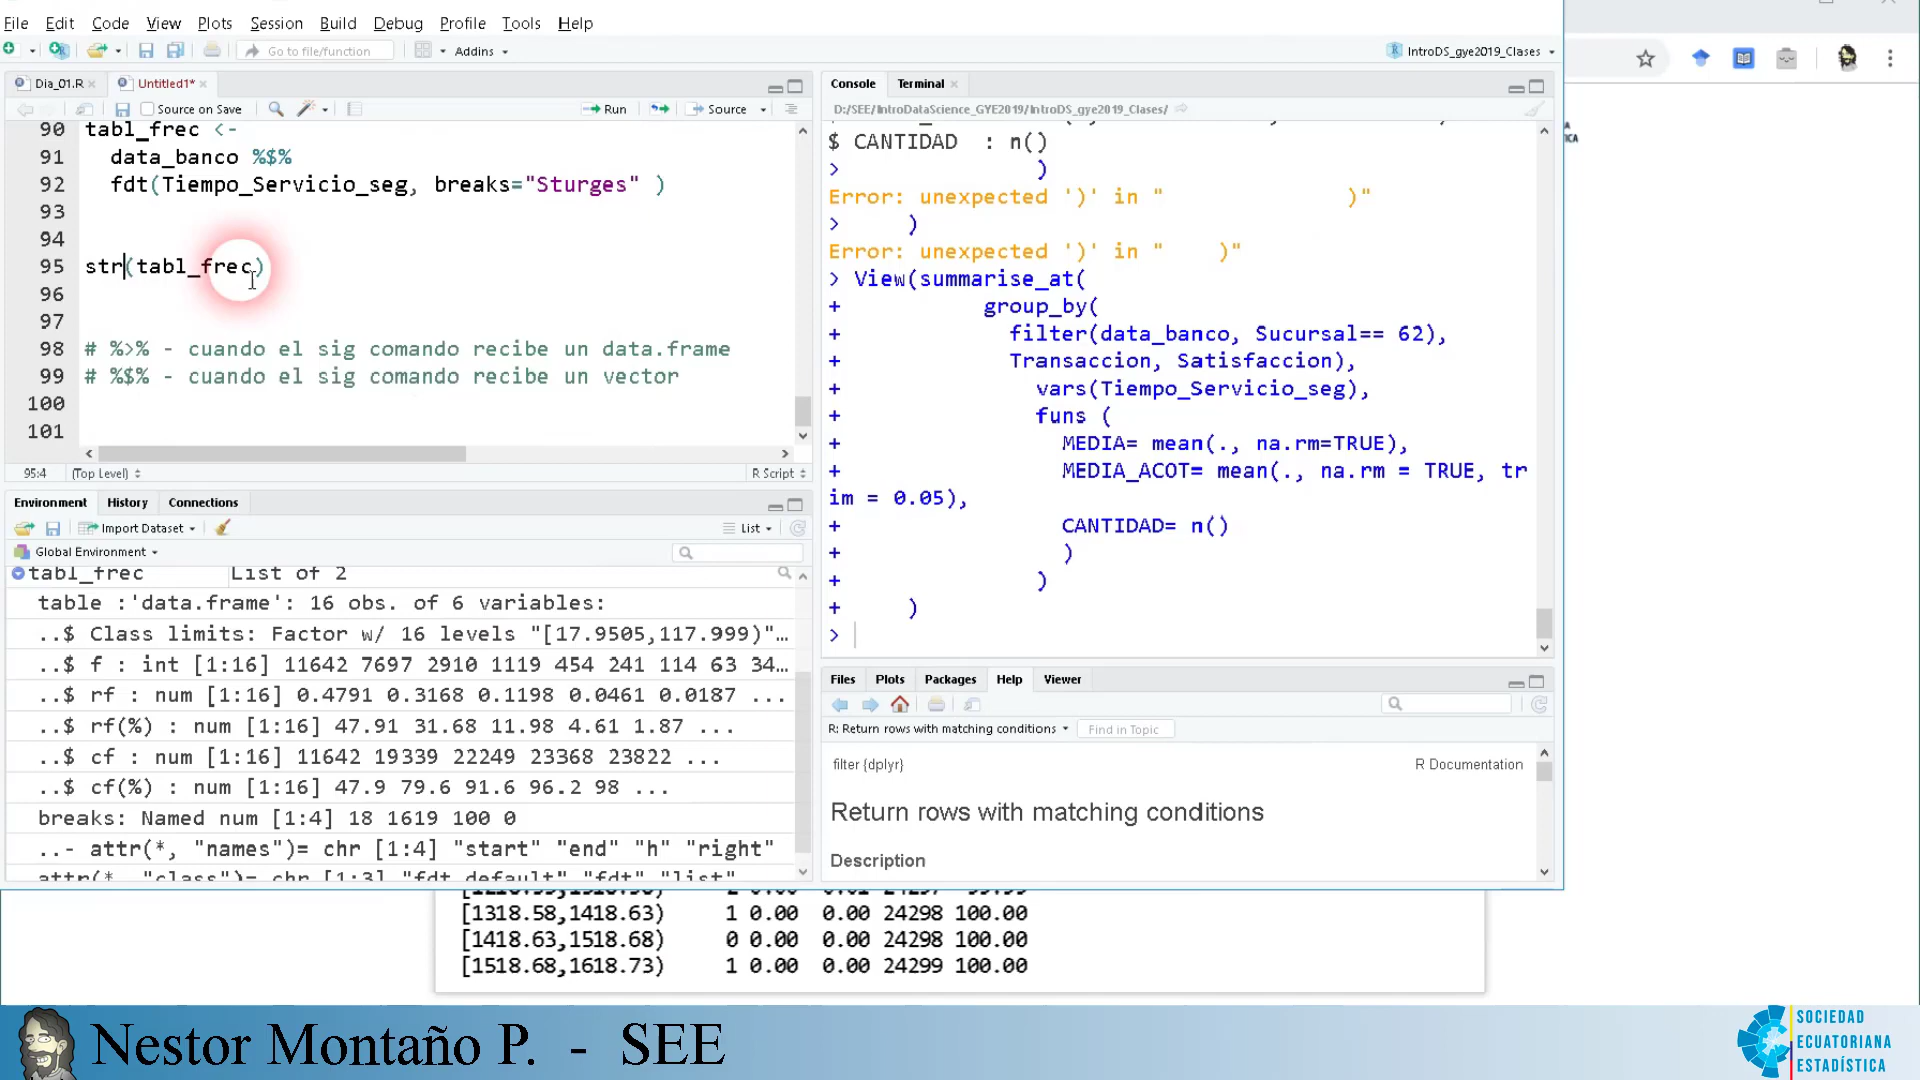 File Edit Code View Plots Session Build Debug Profile Tools Help
Go to file/function Addins IntroDS_gye2019_Clases
Dia_01.R Untitled1*
Source on Save Run Source
90 tabl_frec <-
91 data_banco %$%
92 fdt(Tiempo_Servicio_seg, breaks="Sturges" )
93
94
95 str(tabl_frec)
96
97
98 # %>% - cuando el sig comando recibe un data.frame
99 # %$% - cuando el sig comando recibe un vector
100
101
95:4 (Top Level) R Script
Environment History Connections
Import Dataset List
Global Environment
tabl_frec List of 2
table :'data.frame': 16 obs. of 6 variables:
..$ Class limits: Factor w/ 16 levels "[17.9505,117.999)"…
..$ f : int [1:16] 11642 7697 2910 1119 454 241 114 63 34…
..$ rf : num [1:16] 0.4791 0.3168 0.1198 0.0461 0.0187 ...
..$ rf(%) : num [1:16] 47.91 31.68 11.98 4.61 1.87 ...
..$ cf : num [1:16] 11642 19339 22249 23368 23822 ...
..$ cf(%) : num [1:16] 47.9 79.6 91.6 96.2 98 ...
breaks: Named num [1:4] 18 1619 100 0
..- attr(*, "names")= chr [1:4] "start" "end" "h" "right"
attr(*, "class")= chr [1:3] "fdt.default" "fdt" "list"
Console Terminal
D:/SEE/IntroDataScience_GYE2019/IntroDS_gye2019_Clases/
$ CANTIDAD : n()
> )
Error: unexpected ')' in " )"
> )
Error: unexpected ')' in " )"
> View(summarise_at(
+ group_by(
+ filter(data_banco, Sucursal== 62),
+ Transaccion, Satisfaccion),
+ vars(Tiempo_Servicio_seg),
+ funs (
+ MEDIA= mean(., na.rm=TRUE),
+ MEDIA_ACOT= mean(., na.rm = TRUE, tr
im = 0.05),
+ CANTIDAD= n()
+ )
+ )
+ )
>
Files Plots Packages Help Viewer
R: Return rows with matching conditions Find in Topic
filter {dplyr} R Documentation
Return rows with matching conditions
Description
[1318.58,1418.63) 1 0.00 0.00 24298 100.00
[1418.63,1518.68) 0 0.00 0.00 24298 100.00
[1518.68,1618.73) 1 0.00 0.00 24299 100.00
Nestor Montaño P. - SEE
SOCIEDAD
ECUATORIANA
ESTADÍSTICA